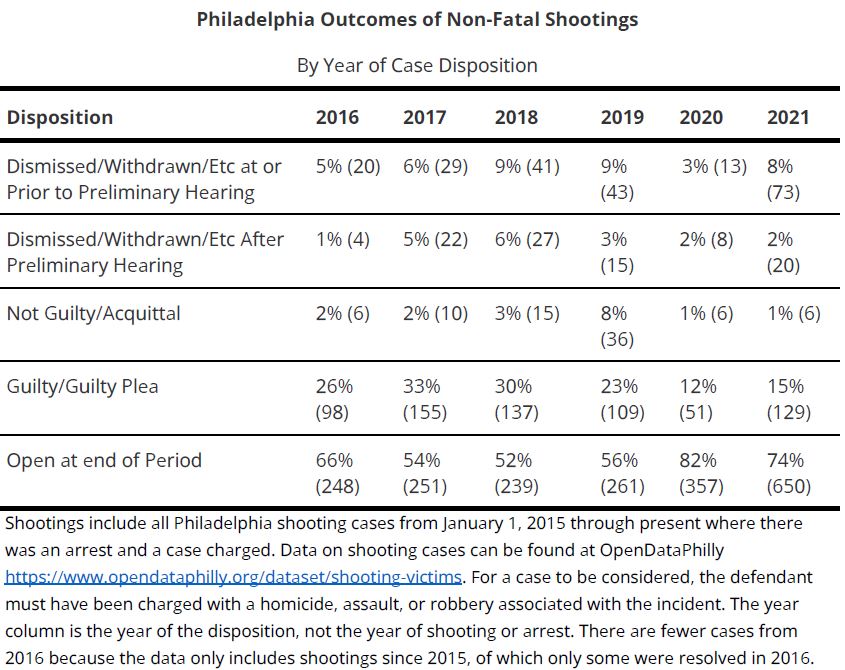 Philadelphia Outcomes of Non-Fatal Shootings
By Year of Case Disposition
Disposition 2016 2017 2018 2019 2020 2021
Dismissed/Withdrawn/Etc at or 5% (20) 6% (29) 9% (41) 9% 3% (13) 8%
Prior to Preliminary Hearing (43) (73)
Dismissed/Withdrawn/Etc After 1% (4) 5% (22) 6% (27) 3% 2% (8) 2%
Preliminary Hearing (15) (20)
Not Guilty/Acquittal 2% (6) 2% (10) 3% (15) 8% 1% (6) 1% (6)
(36)
Guilty/Guilty Plea 26% 33% 30% 23% 12% 15%
(98) (155) (137) (109) (51) (129)
Open at end of Period 66% 54% 52% 56% 82% 74%
(248) (251) (239) (261) (357) (650)
Shootings include all Philadelphia shooting cases from January 1, 2015 through present where there
was an arrest and a case charged. Data on shooting cases can be found at OpenDataPhilly
https://www.opendataphilly.org/dataset/shooting-victims. For a case to be considered, the defendant
must have been charged with a homicide, assault, or robbery associated with the incident. The year
column is the year of the disposition, not the year of shooting or arrest. There are fewer cases from
2016 because the data only includes shootings since 2015, of which only some were resolved in 2016.